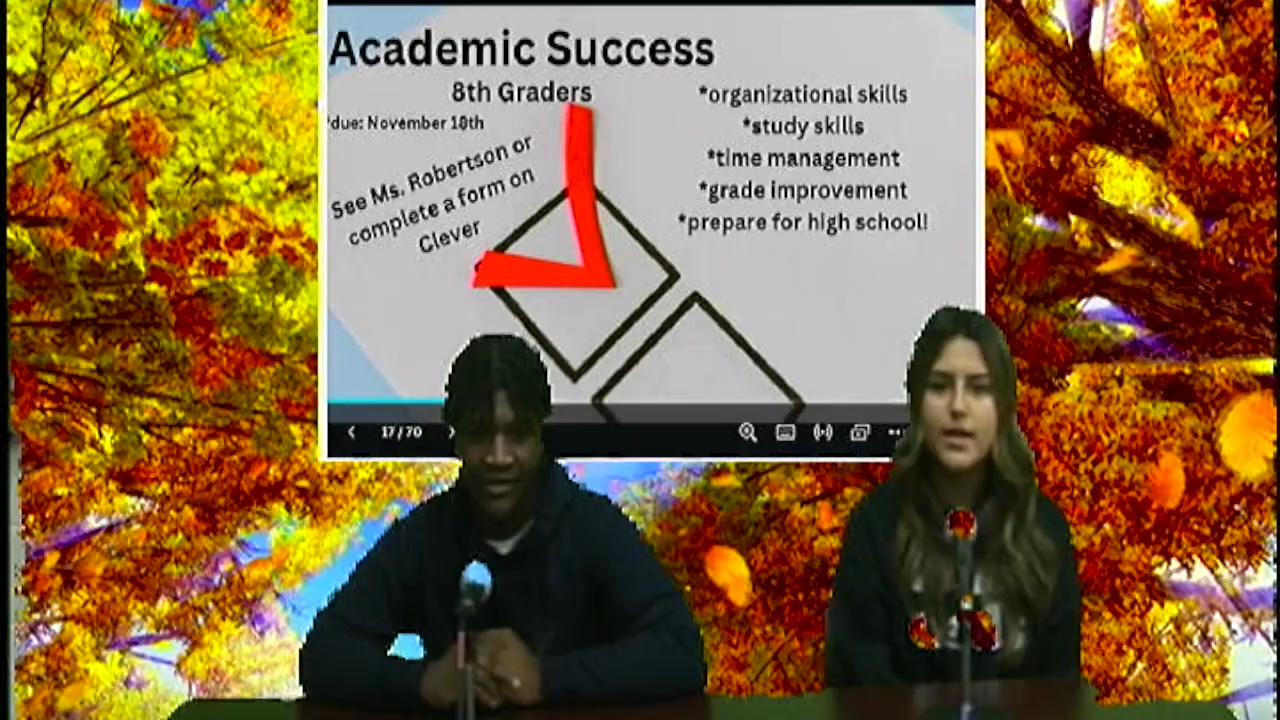 Academic Success
8th Graders
*due: November 18th
See Ms. Robertson or
complete a form on
Clever
*organizational skills
*study skills
*time management
*grade improvement
*prepare for high school!
17/70